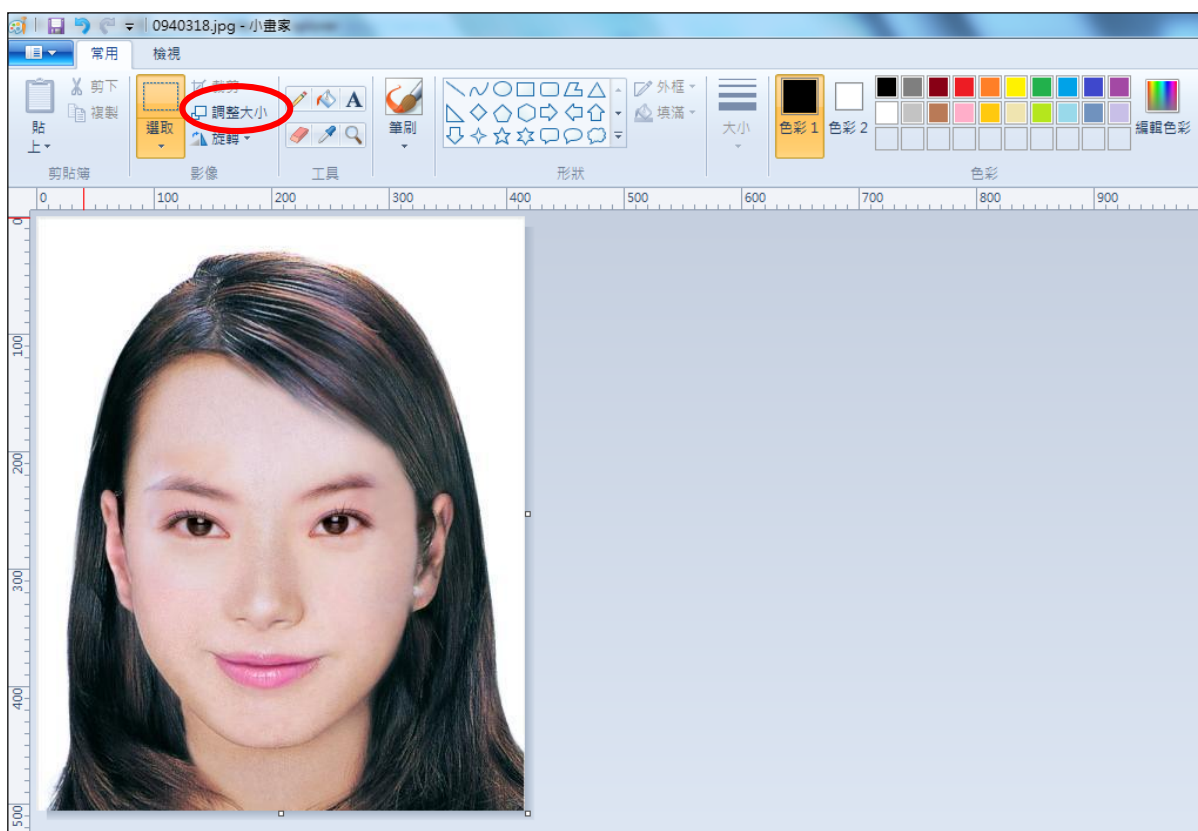 0940318.jpg - 小畫家
常用 檢視
剪下 裁剪
複製 調整大小 A
貼上 選取 旋轉 筆刷 外框 填滿 大小 色彩 1 色彩 2 編輯色彩
剪貼簿 影像 工具 形狀 色彩
0 100 200 300 400 500 600 700 800 900
0
100
200
300
400
500